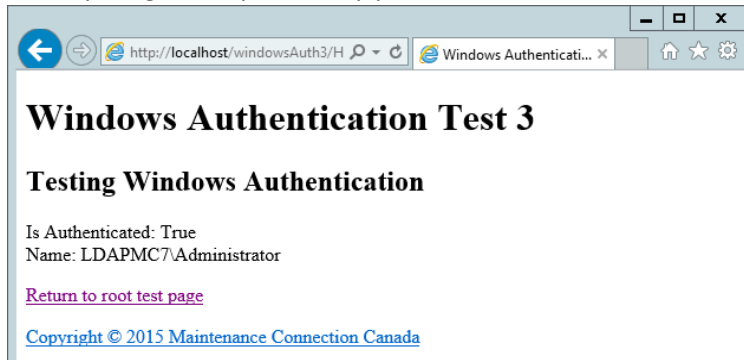 http://localhost/windowsAuth3/H
Windows Authenticati...
Windows Authentication Test 3
Testing Windows Authentication
Is Authenticated: True
Name: LDAPMC7\Administrator
Return to root test page
Copyright © 2015 Maintenance Connection Canada